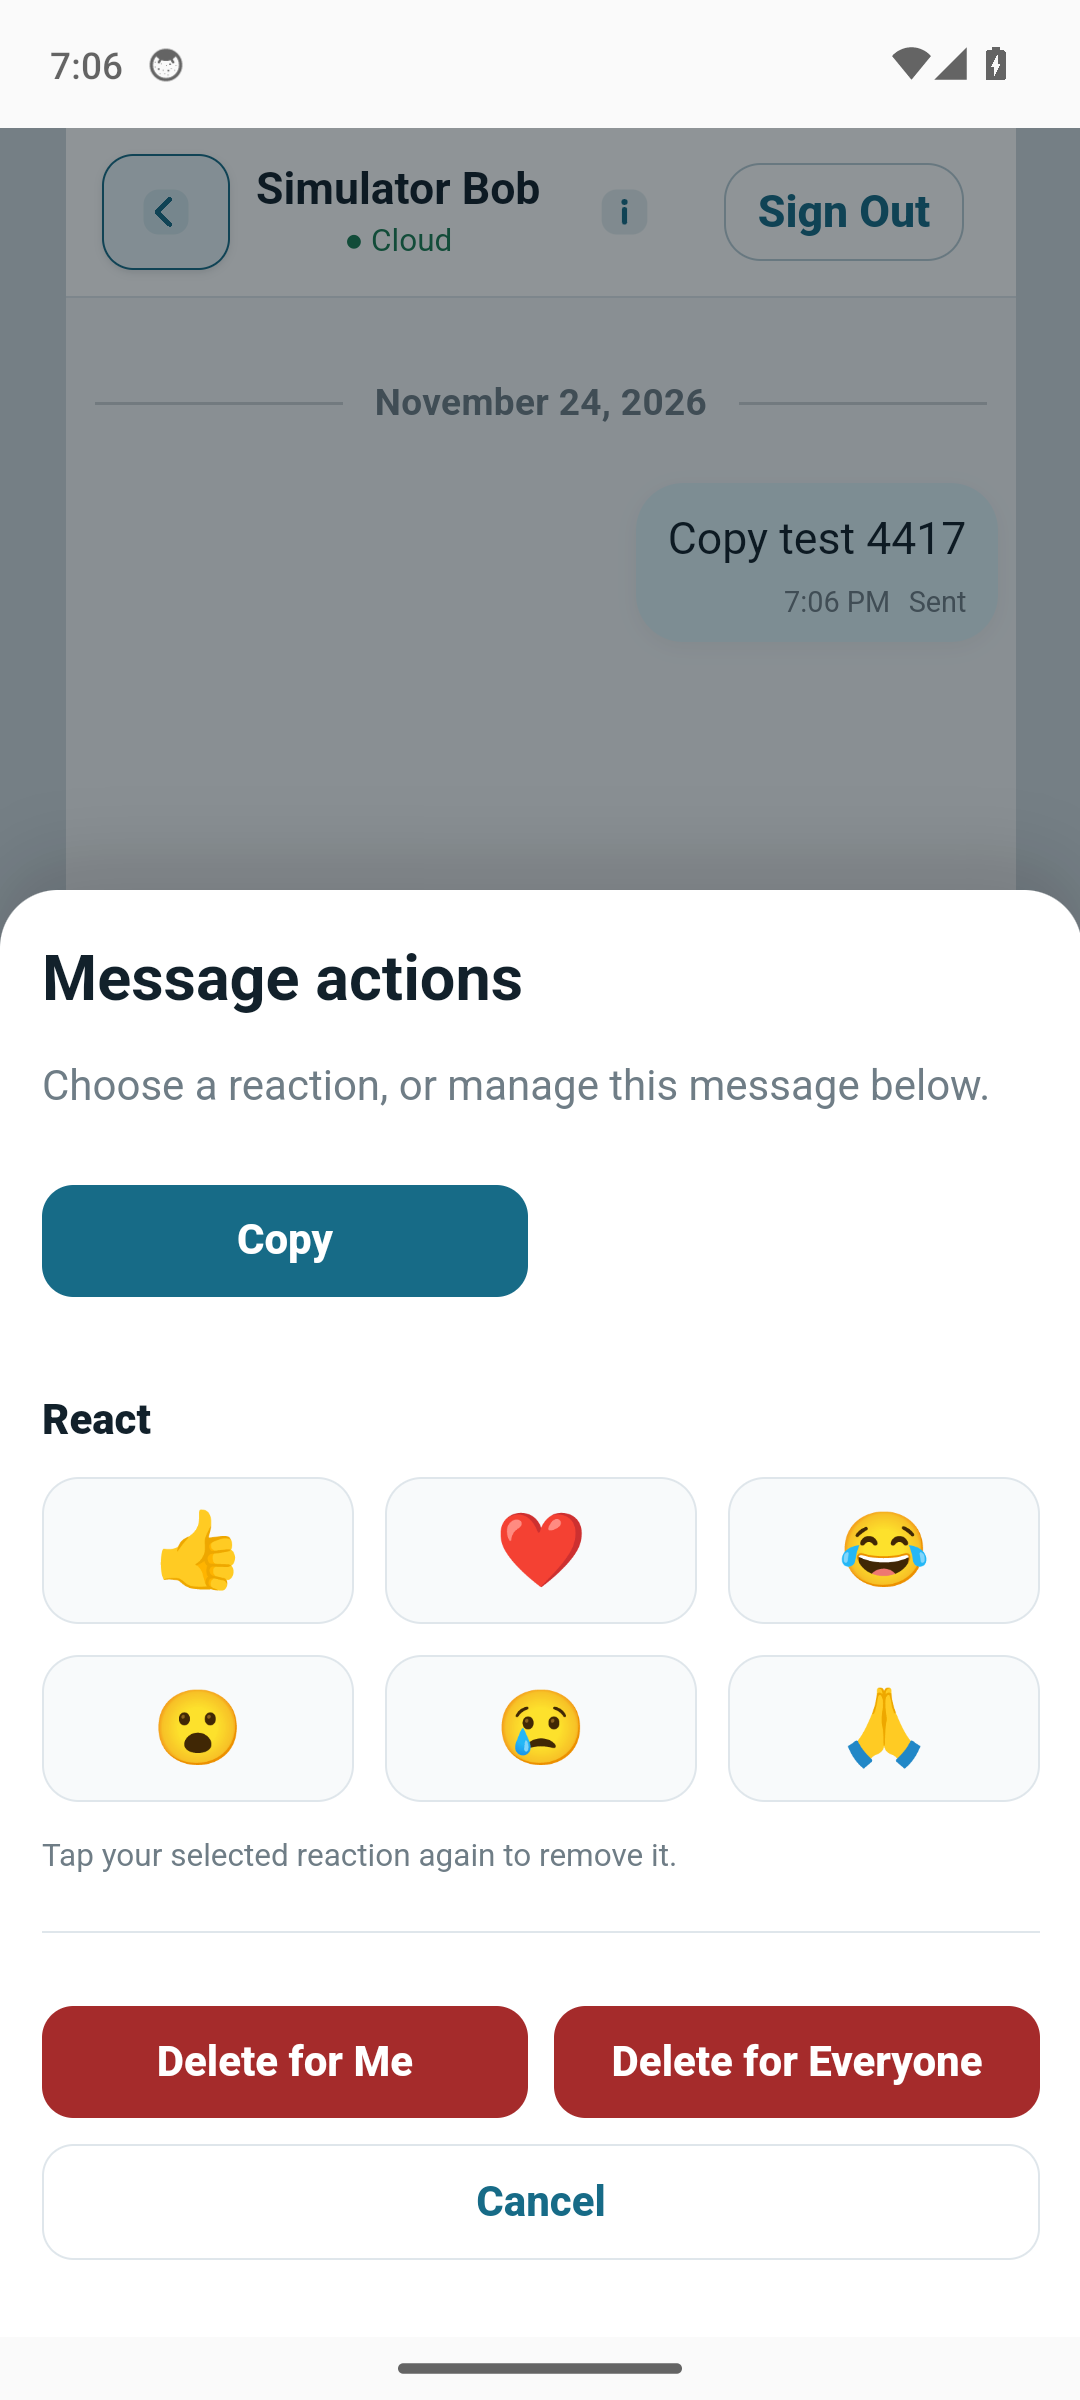 7:06
Simulator Bob
Cloud
Sign Out
November 24, 2026
Copy test 4417
7:06 PM Sent
Message actions
Choose a reaction, or manage this message below.
Copy
React
Tap your selected reaction again to remove it.
Delete for Me
Delete for Everyone
Cancel